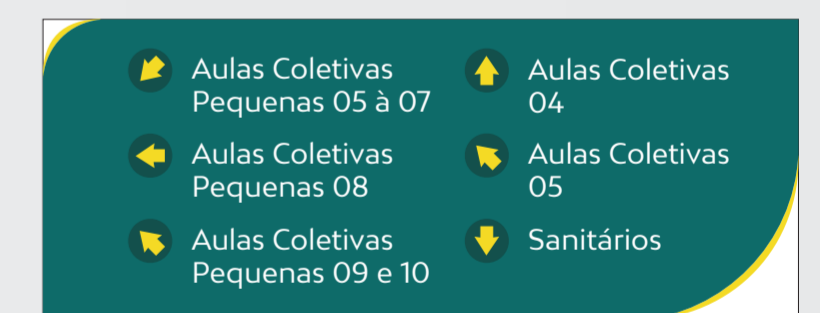 Aulas Coletivas
Pequenas 05 à 07
Aulas Coletivas
Pequenas 08
Aulas Coletivas
Pequenas 09 e 10
Aulas Coletivas
04
Aulas Coletivas
05
Sanitários